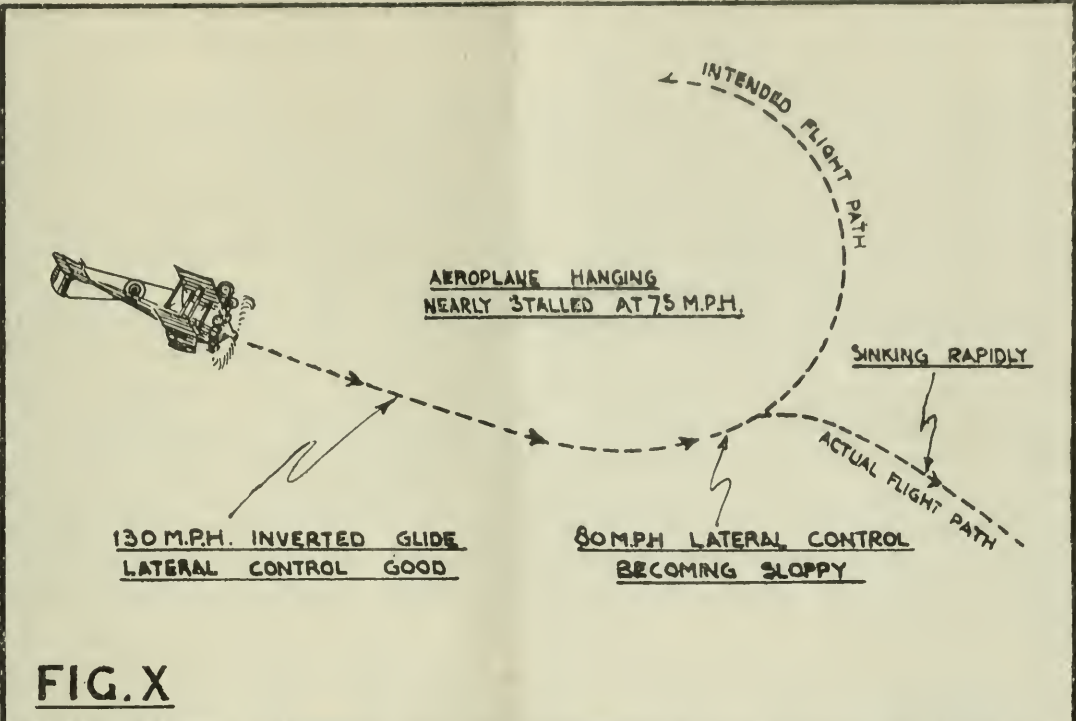 INTENDED FLIGHT PATH
AEROPLANE HANGING
NEARLY STALLED AT 75 M.P.H.
SINKING RAPIDLY
ACTUAL FLIGHT PATH
130 M.P.H. INVERTED GLIDE
LATERAL CONTROL GOOD
80 M.P.H LATERAL CONTROL
BECOMING SLOPPY
FIG. X